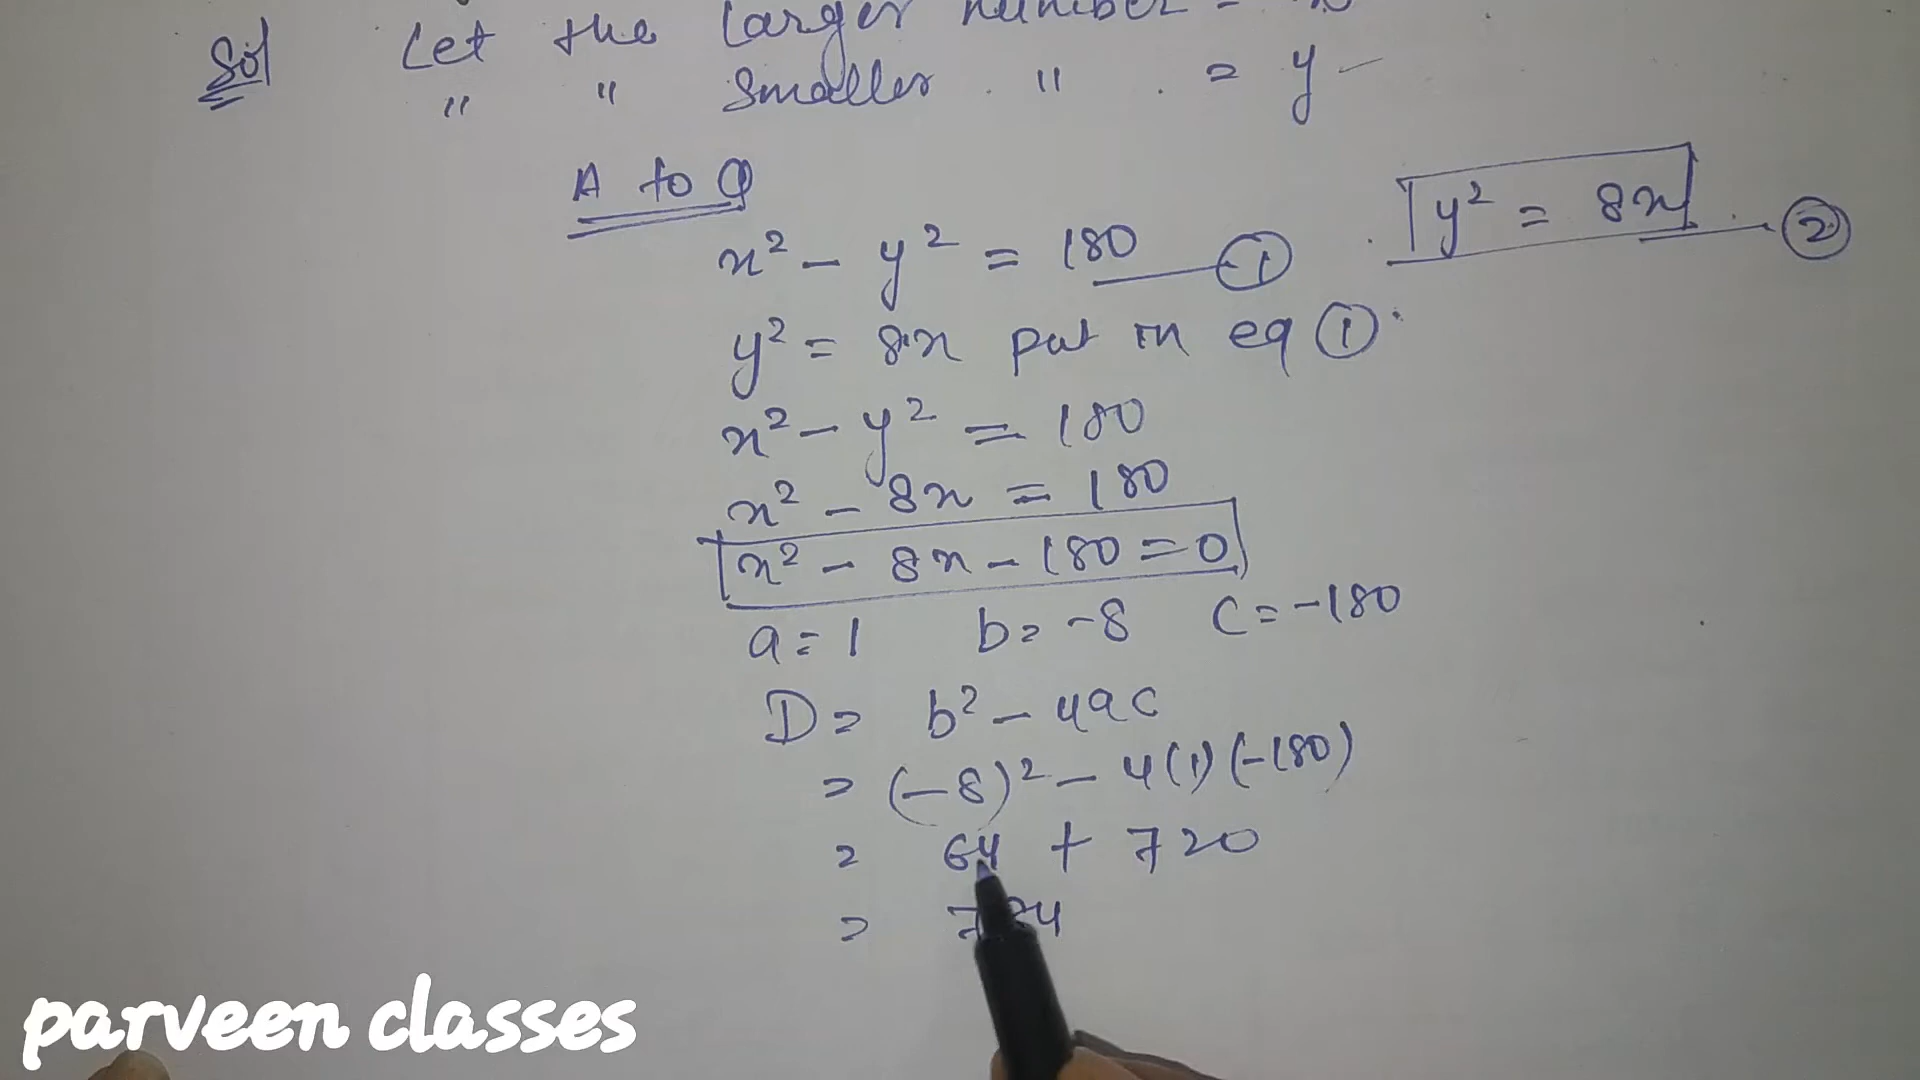 Sol Let the larger number = x
" " Smaller " = y
A to Q
y² = 8x ②
x² - y² = 180 ①
y² = 8x put in eq ①
x² - y² = 180
x² - 8x = 180
x² - 8x - 180 = 0
a = 1 b = -8 c = -180
D = b² - 4ac
= (-8)² - 4(1)(-180)
= 64 + 720
=
parveen classes